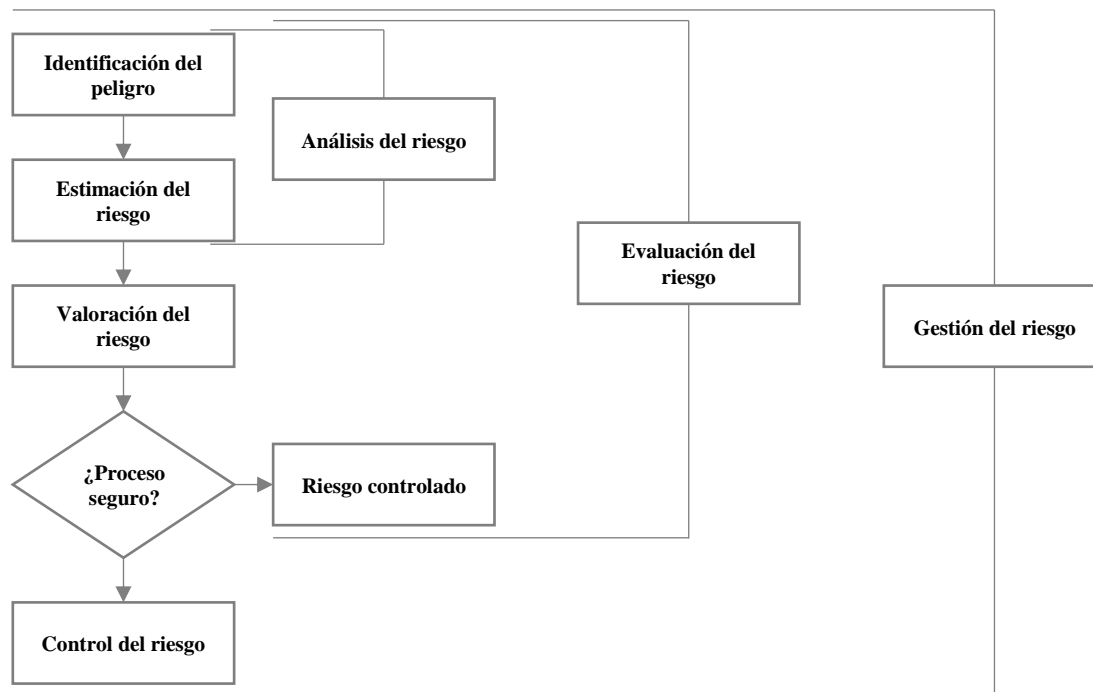 Identificación del
peligro
Análisis del riesgo
Estimación del
riesgo
Evaluación del
riesgo
Valoración del
riesgo
Gestión del riesgo
¿Proceso
seguro?
Riesgo controlado
Control del riesgo